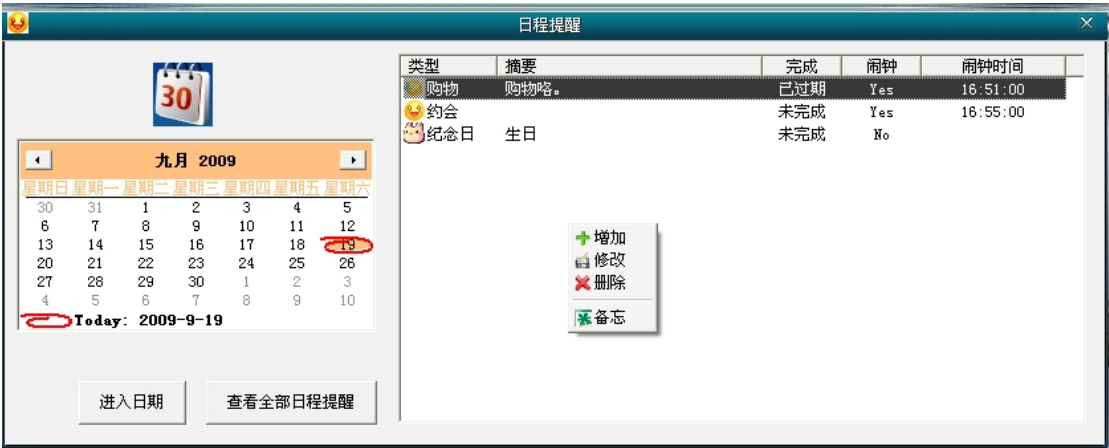 日程提醒
30
九月 2009
星期日 星期一 星期二 星期三 星期四 星期五 星期六
30 31 1 2 3 4 5
6 7 8 9 10 11 12
13 14 15 16 17 18 19
20 21 22 23 24 25 26
27 28 29 30 1 2 3
4 5 6 7 8 9 10
Today: 2009-9-19
进入日期 查看全部日程提醒
类型 摘要 完成 闹钟 闹钟时间
购物 购物咯。 已过期 Yes 16:51:00
约会 未完成 Yes 16:55:00
纪念日 生日 未完成 No
增加
修改
删除
备忘